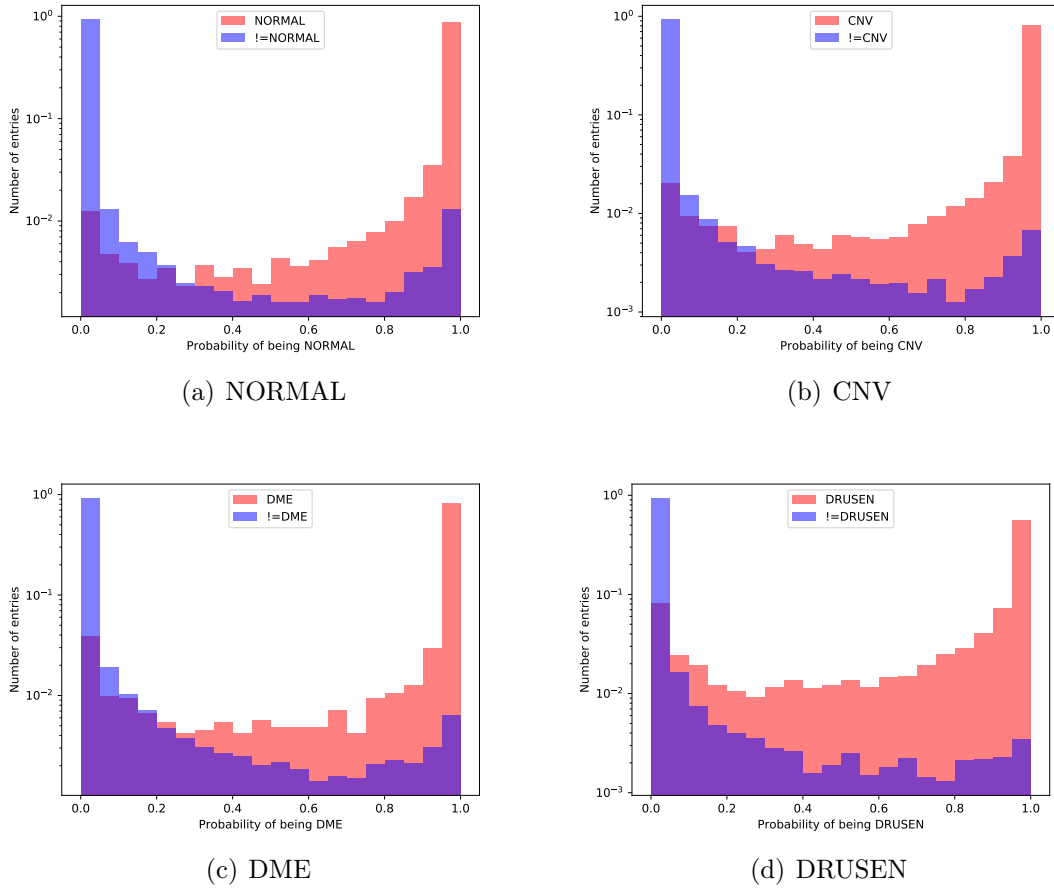 NORMAL
!=NORMAL
Number of entries
10⁰
10⁻¹
10⁻²
0.0 0.2 0.4 0.6 0.8 1.0
Probability of being NORMAL
(a) NORMAL
CNV
!=CNV
Number of entries
10⁰
10⁻¹
10⁻²
10⁻³
0.0 0.2 0.4 0.6 0.8 1.0
Probability of being CNV
(b) CNV
DME
!=DME
Number of entries
10⁰
10⁻¹
10⁻²
0.0 0.2 0.4 0.6 0.8 1.0
Probability of being DME
(c) DME
DRUSEN
!=DRUSEN
Number of entries
10⁰
10⁻¹
10⁻²
10⁻³
0.0 0.2 0.4 0.6 0.8 1.0
Probability of being DRUSEN
(d) DRUSEN